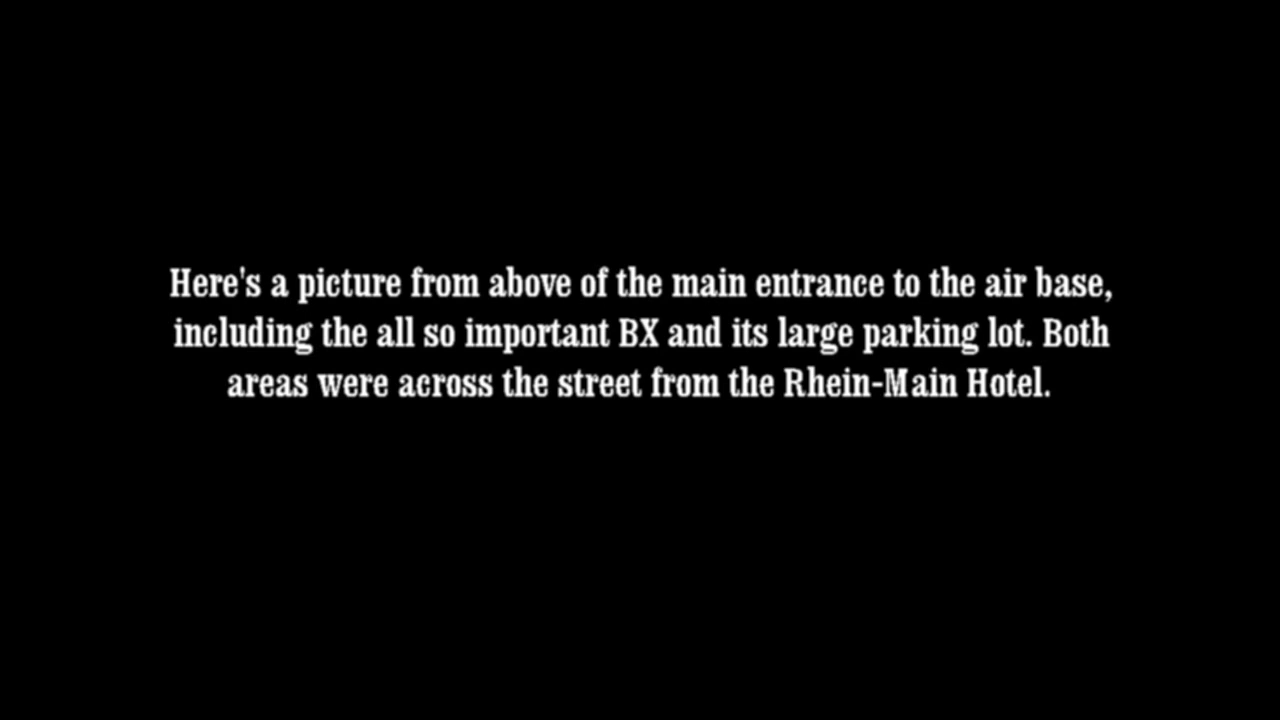 Here's a picture from above of the main entrance to the air base,
including the all so important BX and its large parking lot. Both
areas were across the street from the Rhein-Main Hotel.